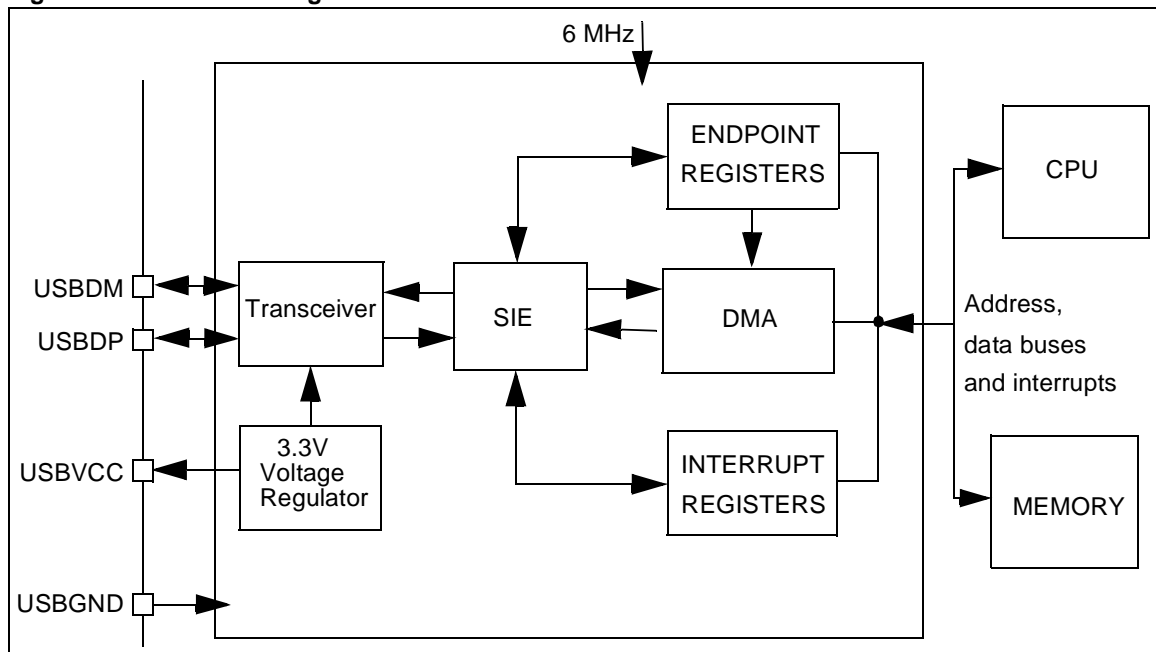 6 MHz
ENDPOINT
REGISTERS
CPU
USBDM
USBDP
Transceiver
SIE
DMA
Address,
data buses
and interrupts
USBVCC
3.3V
Voltage
Regulator
INTERRUPT
REGISTERS
MEMORY
USBGND